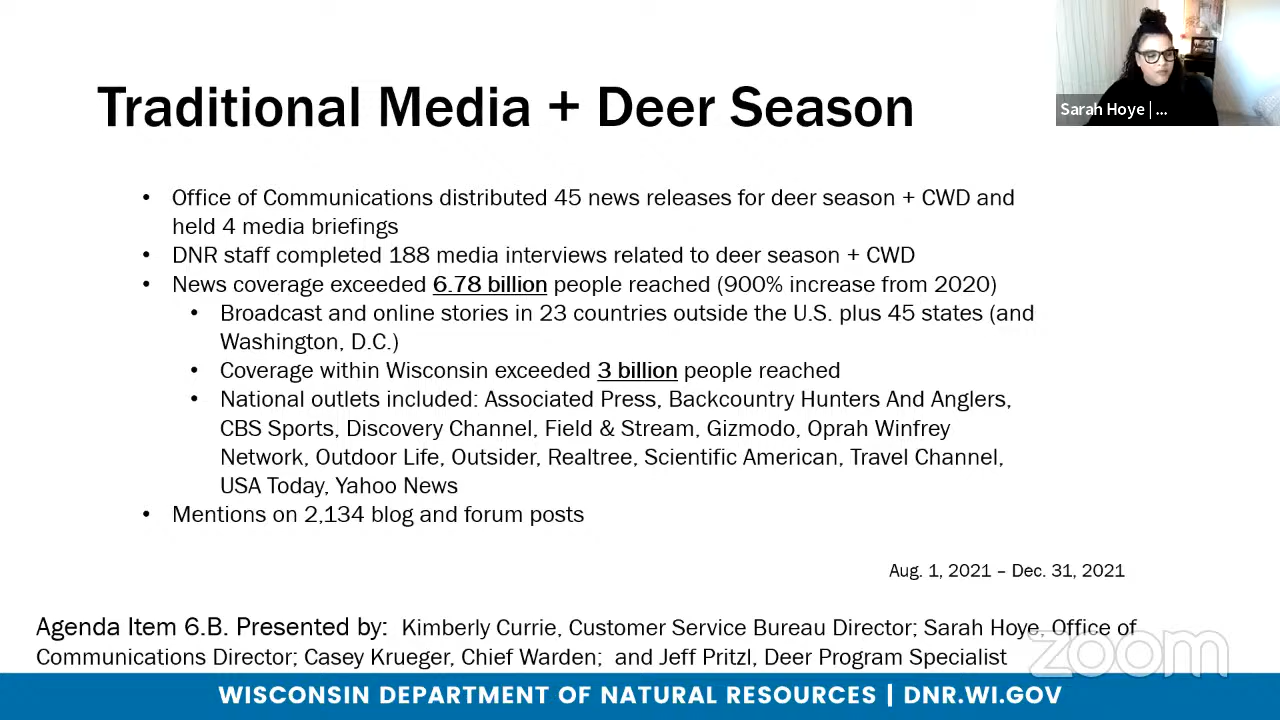 Traditional Media + Deer Season
Sarah Hoye | ...
• Office of Communications distributed 45 news releases for deer season + CWD and
held 4 media briefings
• DNR staff completed 188 media interviews related to deer season + CWD
• News coverage exceeded 6.78 billion people reached (900% increase from 2020)
• Broadcast and online stories in 23 countries outside the U.S. plus 45 states (and
Washington, D.C.)
• Coverage within Wisconsin exceeded 3 billion people reached
• National outlets included: Associated Press, Backcountry Hunters And Anglers,
CBS Sports, Discovery Channel, Field & Stream, Gizmodo, Oprah Winfrey
Network, Outdoor Life, Outsider, Realtree, Scientific American, Travel Channel,
USA Today, Yahoo News
• Mentions on 2,134 blog and forum posts
Aug. 1, 2021 – Dec. 31, 2021
Agenda Item 6.B. Presented by: Kimberly Currie, Customer Service Bureau Director; Sarah Hoye, Office of
Communications Director; Casey Krueger, Chief Warden; and Jeff Pritzl, Deer Program Specialist
zoom
WISCONSIN DEPARTMENT OF NATURAL RESOURCES | DNR.WI.GOV